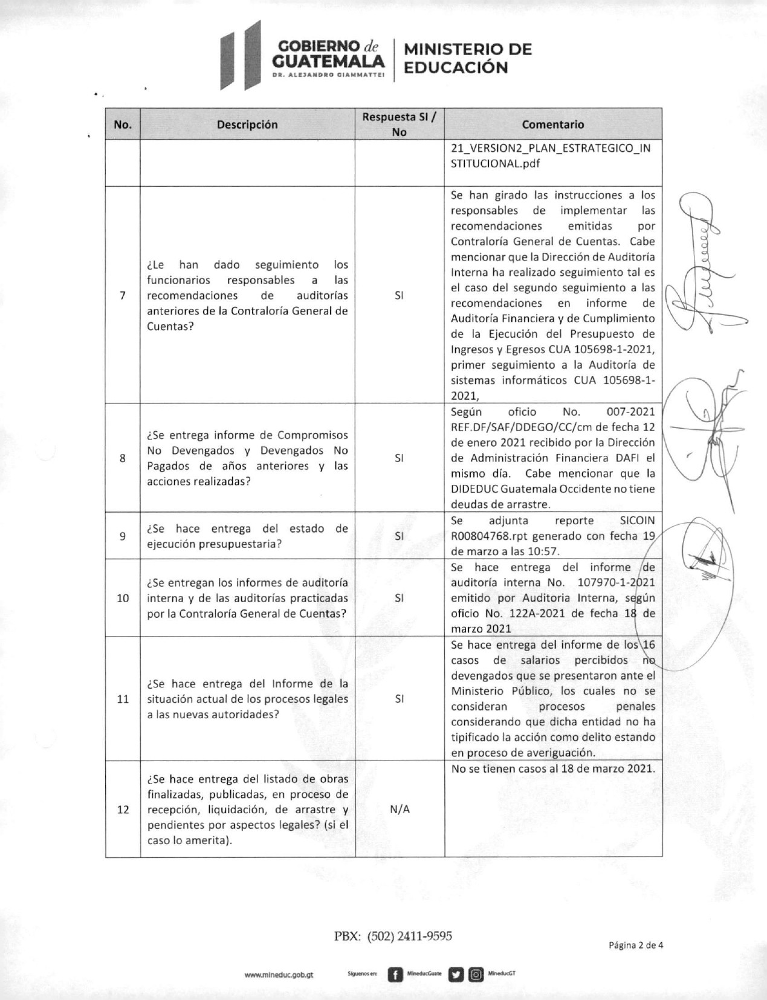 GOBIERNO de
GUATEMALA
DR. ALEJANDRO GIAMMATTEI
MINISTERIO DE
EDUCACIÓN
No.
Descripción
Respuesta SI /
No
Comentario
21_VERSION2_PLAN_ESTRATEGICO_IN
STITUCIONAL.pdf
7
¿Le han dado seguimiento los
funcionarios responsables a las
recomendaciones de auditorías
anteriores de la Contraloría General de
Cuentas?
SI
Se han girado las instrucciones a los
responsables de implementar las
recomendaciones emitidas por
Contraloría General de Cuentas. Cabe
mencionar que la Dirección de Auditoría
Interna ha realizado seguimiento tal es
el caso del segundo seguimiento a las
recomendaciones en informe de
Auditoría Financiera y de Cumplimiento
de la Ejecución del Presupuesto de
Ingresos y Egresos CUA 105698-1-2021,
primer seguimiento a la Auditoría de
sistemas informáticos CUA 105698-1-
2021,
8
¿Se entrega informe de Compromisos
No Devengados y Devengados No
Pagados de años anteriores y las
acciones realizadas?
SI
Según oficio No. 007-2021
REF.DF/SAF/DDEGO/CC/cm de fecha 12
de enero 2021 recibido por la Dirección
de Administración Financiera DAFI el
mismo día. Cabe mencionar que la
DIDEDUC Guatemala Occidente no tiene
deudas de arrastre.
9
¿Se hace entrega del estado de
ejecución presupuestaria?
SI
Se adjunta reporte SICOIN
R00804768.rpt generado con fecha 19
de marzo a las 10:57.
10
¿Se entregan los informes de auditoría
interna y de las auditorías practicadas
por la Contraloría General de Cuentas?
SI
Se hace entrega del informe de
auditoría interna No. 107970-1-2021
emitido por Auditoria Interna, según
oficio No. 122A-2021 de fecha 18 de
marzo 2021
11
¿Se hace entrega del Informe de la
situación actual de los procesos legales
a las nuevas autoridades?
SI
Se hace entrega del informe de los 16
casos de salarios percibidos no
devengados que se presentaron ante el
Ministerio Público, los cuales no se
consideran procesos penales
considerando que dicha entidad no ha
tipificado la acción como delito estando
en proceso de averiguación.
12
¿Se hace entrega del listado de obras
finalizadas, publicadas, en proceso de
recepción, liquidación, de arrastre y
pendientes por aspectos legales? (si el
caso lo amerita).
N/A
No se tienen casos al 18 de marzo 2021.
PBX: (502) 2411-9595
Página 2 de 4
www.mineduc.gob.gt
Síguenos en:
MineducGuate
MineducGT